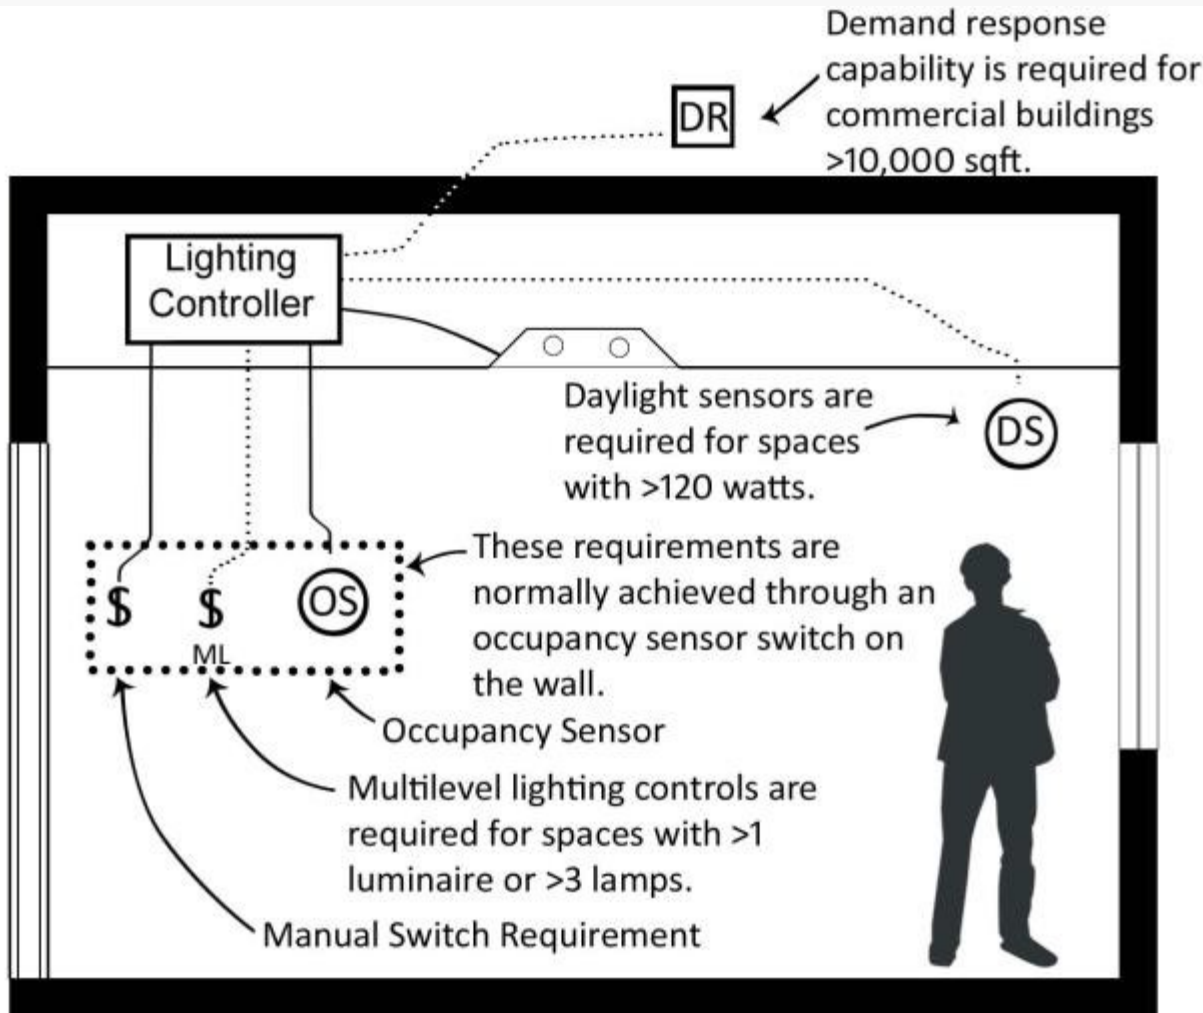 Demand response
capability is required for
commercial buildings
>10,000 sqft.
DR
Lighting
Controller
Daylight sensors are
required for spaces
with >120 watts.
DS
These requirements are
normally achieved through an
occupancy sensor switch on
the wall.
$
$
ML
OS
Occupancy Sensor
Multilevel lighting controls are
required for spaces with >1
luminaire or >3 lamps.
Manual Switch Requirement